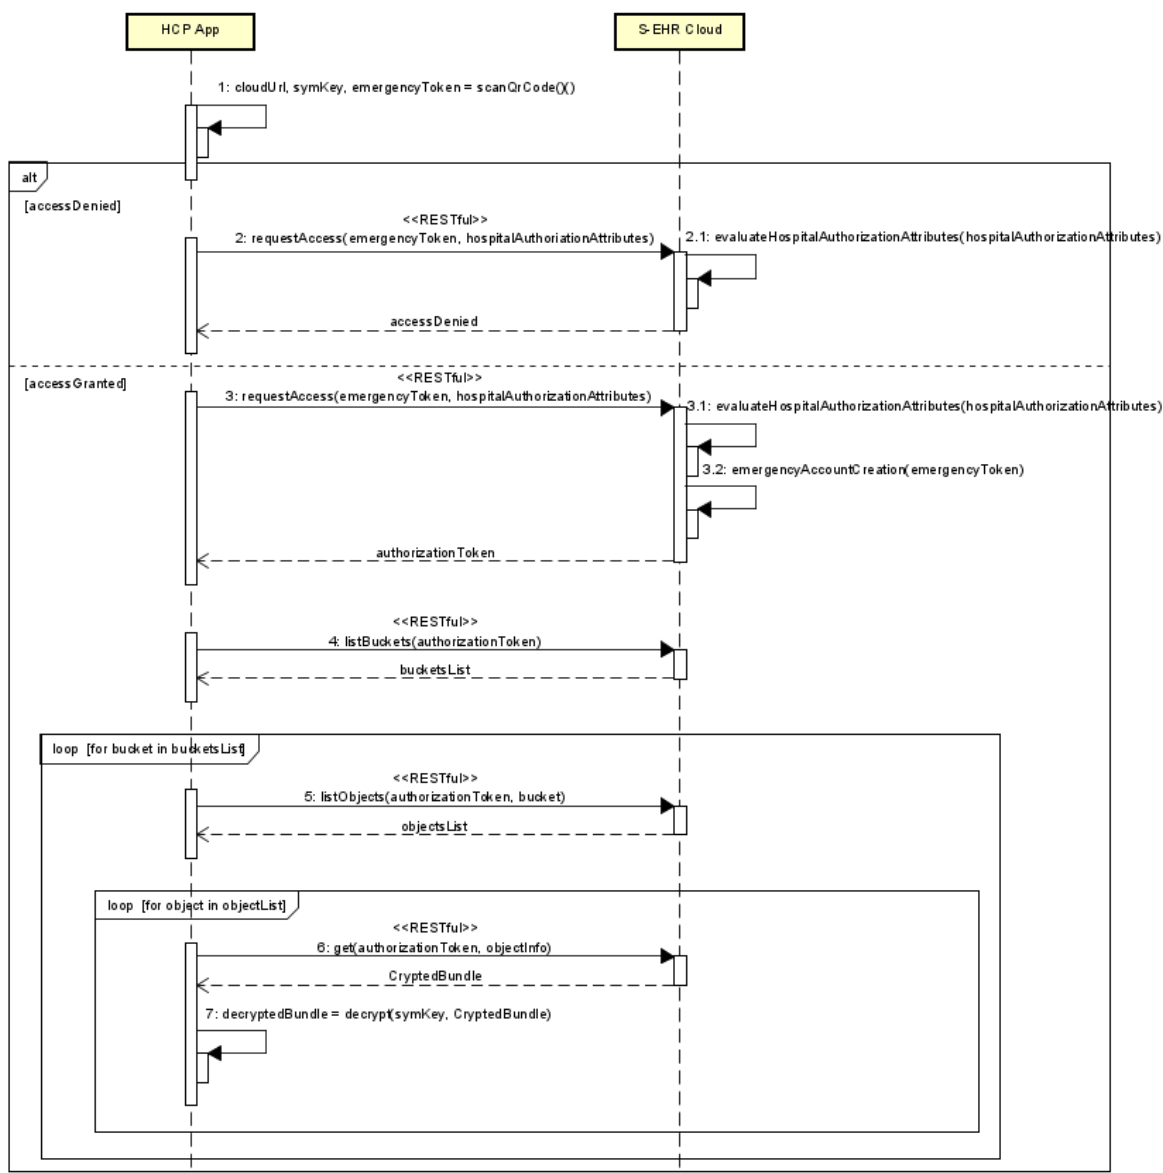 HCP App
S-EHR Cloud
1: cloudUrl, symKey, emergencyToken = scanQrCode()()
alt
[accessDenied]
<<RESTful>>
2: requestAccess(emergencyToken, hospitalAuthoriationAttributes)
2.1: evaluateHospitalAuthorizationAttributes(hospitalAuthorizationAttributes)
accessDenied
[accessGranted]
<<RESTful>>
3: requestAccess(emergencyToken, hospitalAuthorizationAttributes)
3.1: evaluateHospitalAuthorizationAttributes(hospitalAuthorizationAttributes)
3.2: emergencyAccountCreation(emergencyToken)
authorizationToken
<<RESTful>>
4: listBuckets(authorizationToken)
bucketsList
loop [for bucket in bucketsList]
<<RESTful>>
5: listObjects(authorizationToken, bucket)
objectsList
loop [for object in objectList]
<<RESTful>>
6: get(authorizationToken, objectInfo)
CryptedBundle
7: decryptedBundle = decrypt(symKey, CryptedBundle)